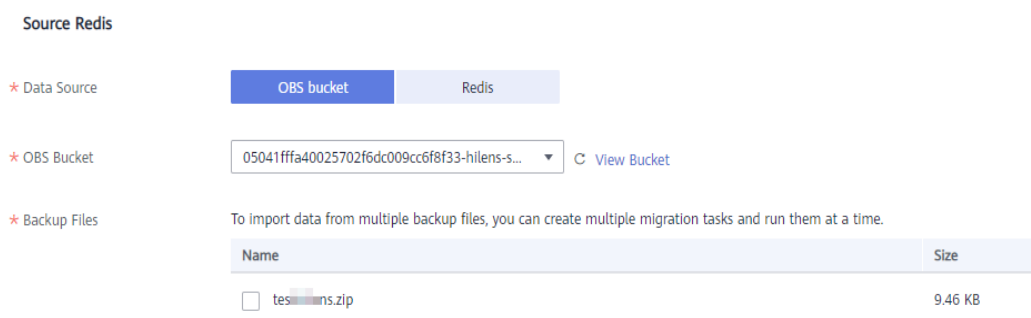 Source Redis
* Data Source OBS bucket Redis
* OBS Bucket 05041fffa40025702f6dc009cc6f8f33-hilens-s... View Bucket
* Backup Files To import data from multiple backup files, you can create multiple migration tasks and run them at a time.
Name Size
9.46 KB